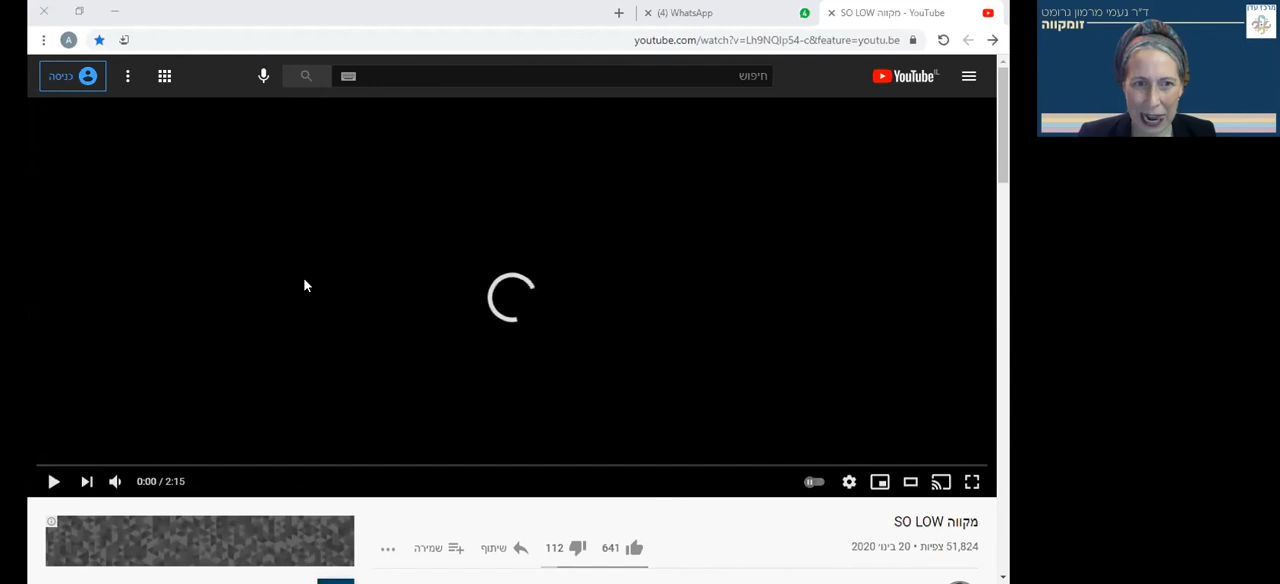 (4) WhatsApp
SO LOW מקווה - YouTube
youtube.com/watch?v=Lh9NQIp54-c&feature=youtu.be
A
כניסה
חיפוש
YouTube IL
0:00 / 2:15
SO LOW מקווה
51,824 צפיות • 20 ביוני 2020
641
112
שיתוף
שמירה
ד"ר נעמי מרמון גרומט
זומקווה